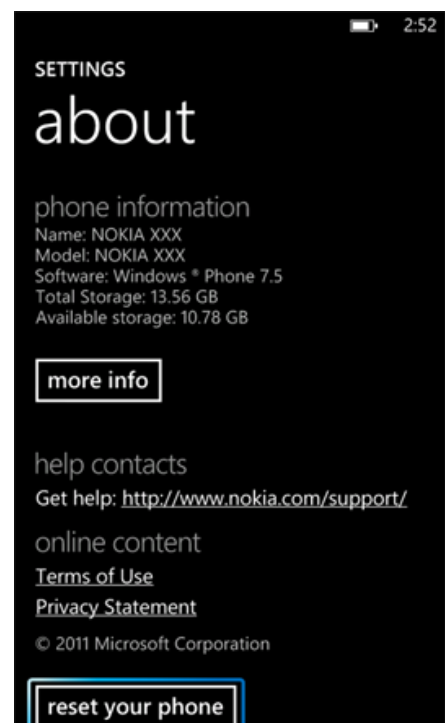 2:52
SETTINGS
about
phone information
Name: NOKIA XXX
Model: NOKIA XXX
Software: Windows ® Phone 7.5
Total Storage: 13.56 GB
Available storage: 10.78 GB
more info
help contacts
Get help: http://www.nokia.com/support/
online content
Terms of Use
Privacy Statement
© 2011 Microsoft Corporation
reset your phone